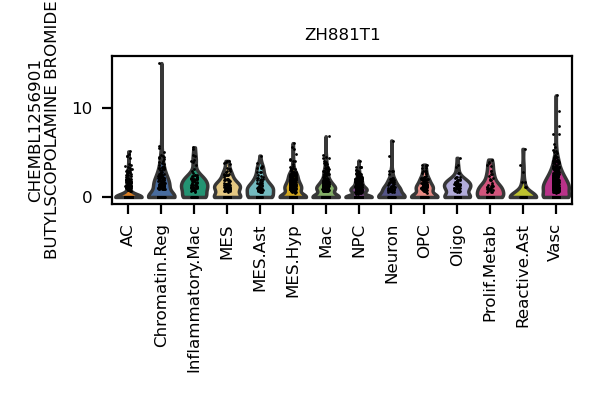 ZH881T1
CHEMBL1256901
BUTYLSCOPOLAMINE BROMIDE
10
0
AC
Chromatin.Reg
Inflammatory.Mac
MES
MES.Ast
MES.Hyp
Mac
NPC
Neuron
OPC
Oligo
Prolif.Metab
Reactive.Ast
Vasc